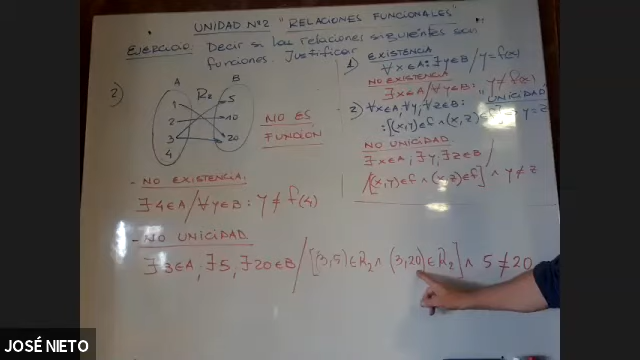 UNIDAD Nº2 "RELACIONES FUNCIONALES"
EJERCICIO: Decir si las relaciones siguientes son
funciones. Justificar
2)
A
B
R₂
1
2
3
4
5
10
20
NO ES
FUNCION
1) EXISTENCIA
∀x∈A: ∃y∈B / y=f(x)
NO EXISTENCIA
∃x∈A / ∀y∈B: y≠f(x)
UNICIDAD
2) ∀x∈A, ∀y, ∀z∈B:
:[(x,y)∈f ∧ (x,z)∈f] y=z
NO UNICIDAD
∃x∈A, ∃y, ∃z∈B /
/[(x,y)∈f ∧ (x,z)∈f] ∧ y≠z
- NO EXISTENCIA:
∃4∈A / ∀y∈B: y≠f(4)
- NO UNICIDAD
∃3∈A, ∃5, ∃20∈B / [(3,5)∈R₂ ∧ (3,20)∈R₂] ∧ 5≠20
JOSÉ NIETO